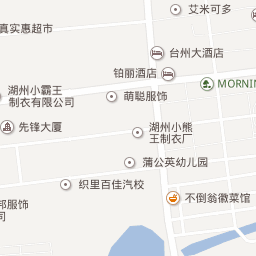 艾米可多
真实惠超市
台州大酒店
铂丽酒店
MORNIN
湖州小霸王
制衣有限公司
萌聪服饰
先锋大厦
湖州小熊
王制衣厂
蒲公英幼儿园
织里百佳汽校
不倒翁徽菜馆
邦服饰
司